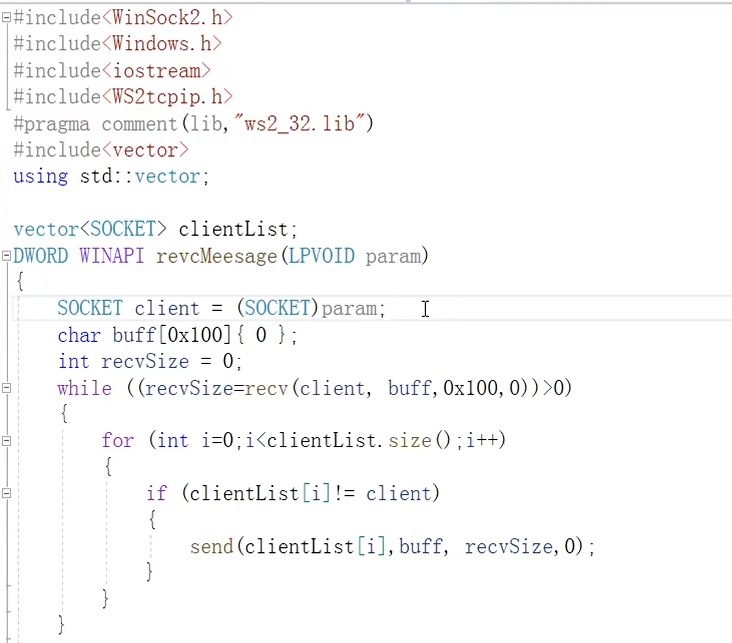 #include<WinSock2.h>
#include<Windows.h>
#include<iostream>
#include<WS2tcpip.h>
#pragma comment(lib,"ws2_32.lib")
#include<vector>
using std::vector;
vector<SOCKET> clientList;
DWORD WINAPI revcMeesage(LPVOID param)
{
SOCKET client = (SOCKET)param;
char buff[0x100]{ 0 };
int recvSize = 0;
while ((recvSize=recv(client, buff,0x100,0))>0)
{
for (int i=0;i<clientList.size();i++)
{
if (clientList[i]!= client)
{
send(clientList[i],buff, recvSize,0);
}
}
}